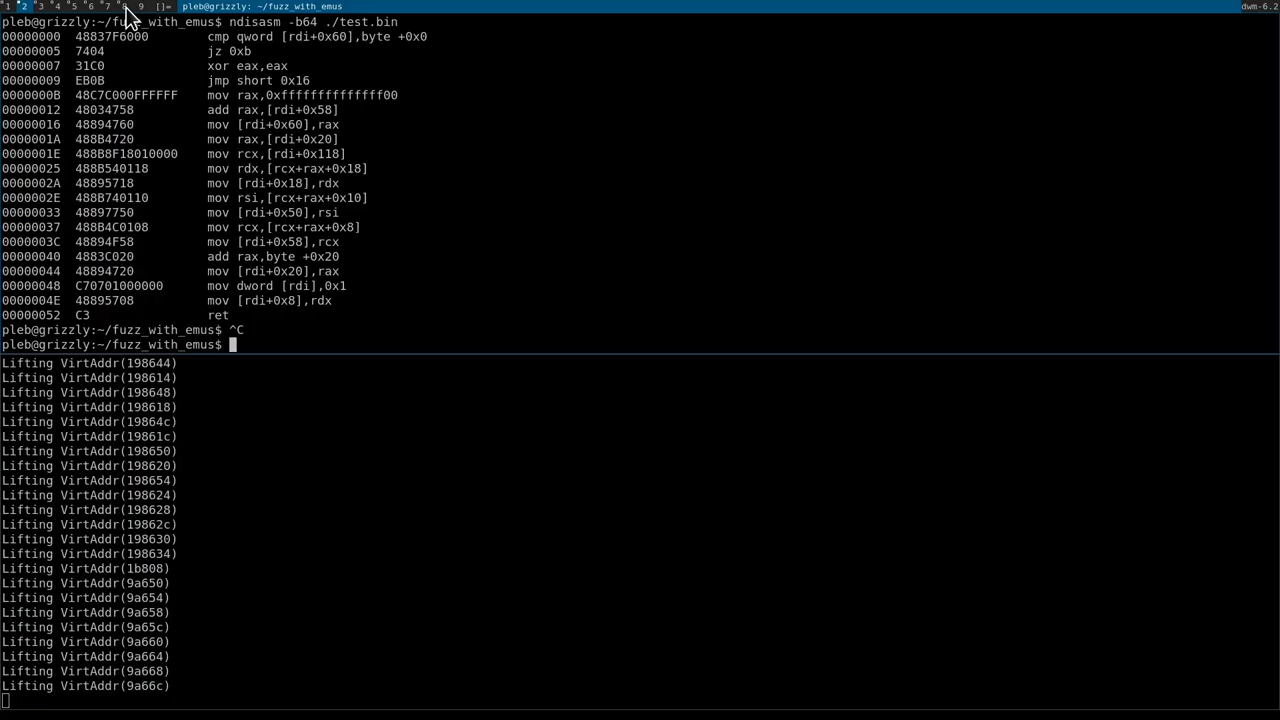 1 2 3 4 5 6 7 8 9 []= pleb@grizzly: ~/fuzz_with_emus dwm-6.2
pleb@grizzly:~/fuzz_with_emus$ ndisasm -b64 ./test.bin
00000000 48837F6000 cmp qword [rdi+0x60],byte +0x0
00000005 7404 jz 0xb
00000007 31C0 xor eax,eax
00000009 EB0B jmp short 0x16
0000000B 48C7C000FFFFFF mov rax,0xffffffffffffff00
00000012 48034758 add rax,[rdi+0x58]
00000016 48894760 mov [rdi+0x60],rax
0000001A 488B4720 mov rax,[rdi+0x20]
0000001E 488B8F18010000 mov rcx,[rdi+0x118]
00000025 488B540118 mov rdx,[rcx+rax+0x18]
0000002A 48895718 mov [rdi+0x18],rdx
0000002E 488B740110 mov rsi,[rcx+rax+0x10]
00000033 48897750 mov [rdi+0x50],rsi
00000037 488B4C0108 mov rcx,[rcx+rax+0x8]
0000003C 48894F58 mov [rdi+0x58],rcx
00000040 4883C020 add rax,byte +0x20
00000044 48894720 mov [rdi+0x20],rax
00000048 C70701000000 mov dword [rdi],0x1
0000004E 48895708 mov [rdi+0x8],rdx
00000052 C3 ret
pleb@grizzly:~/fuzz_with_emus$ ^C
pleb@grizzly:~/fuzz_with_emus$
Lifting VirtAddr(198644)
Lifting VirtAddr(198614)
Lifting VirtAddr(198648)
Lifting VirtAddr(198618)
Lifting VirtAddr(19864c)
Lifting VirtAddr(19861c)
Lifting VirtAddr(198650)
Lifting VirtAddr(198620)
Lifting VirtAddr(198654)
Lifting VirtAddr(198624)
Lifting VirtAddr(198628)
Lifting VirtAddr(19862c)
Lifting VirtAddr(198630)
Lifting VirtAddr(198634)
Lifting VirtAddr(1b808)
Lifting VirtAddr(9a650)
Lifting VirtAddr(9a654)
Lifting VirtAddr(9a658)
Lifting VirtAddr(9a65c)
Lifting VirtAddr(9a660)
Lifting VirtAddr(9a664)
Lifting VirtAddr(9a668)
Lifting VirtAddr(9a66c)